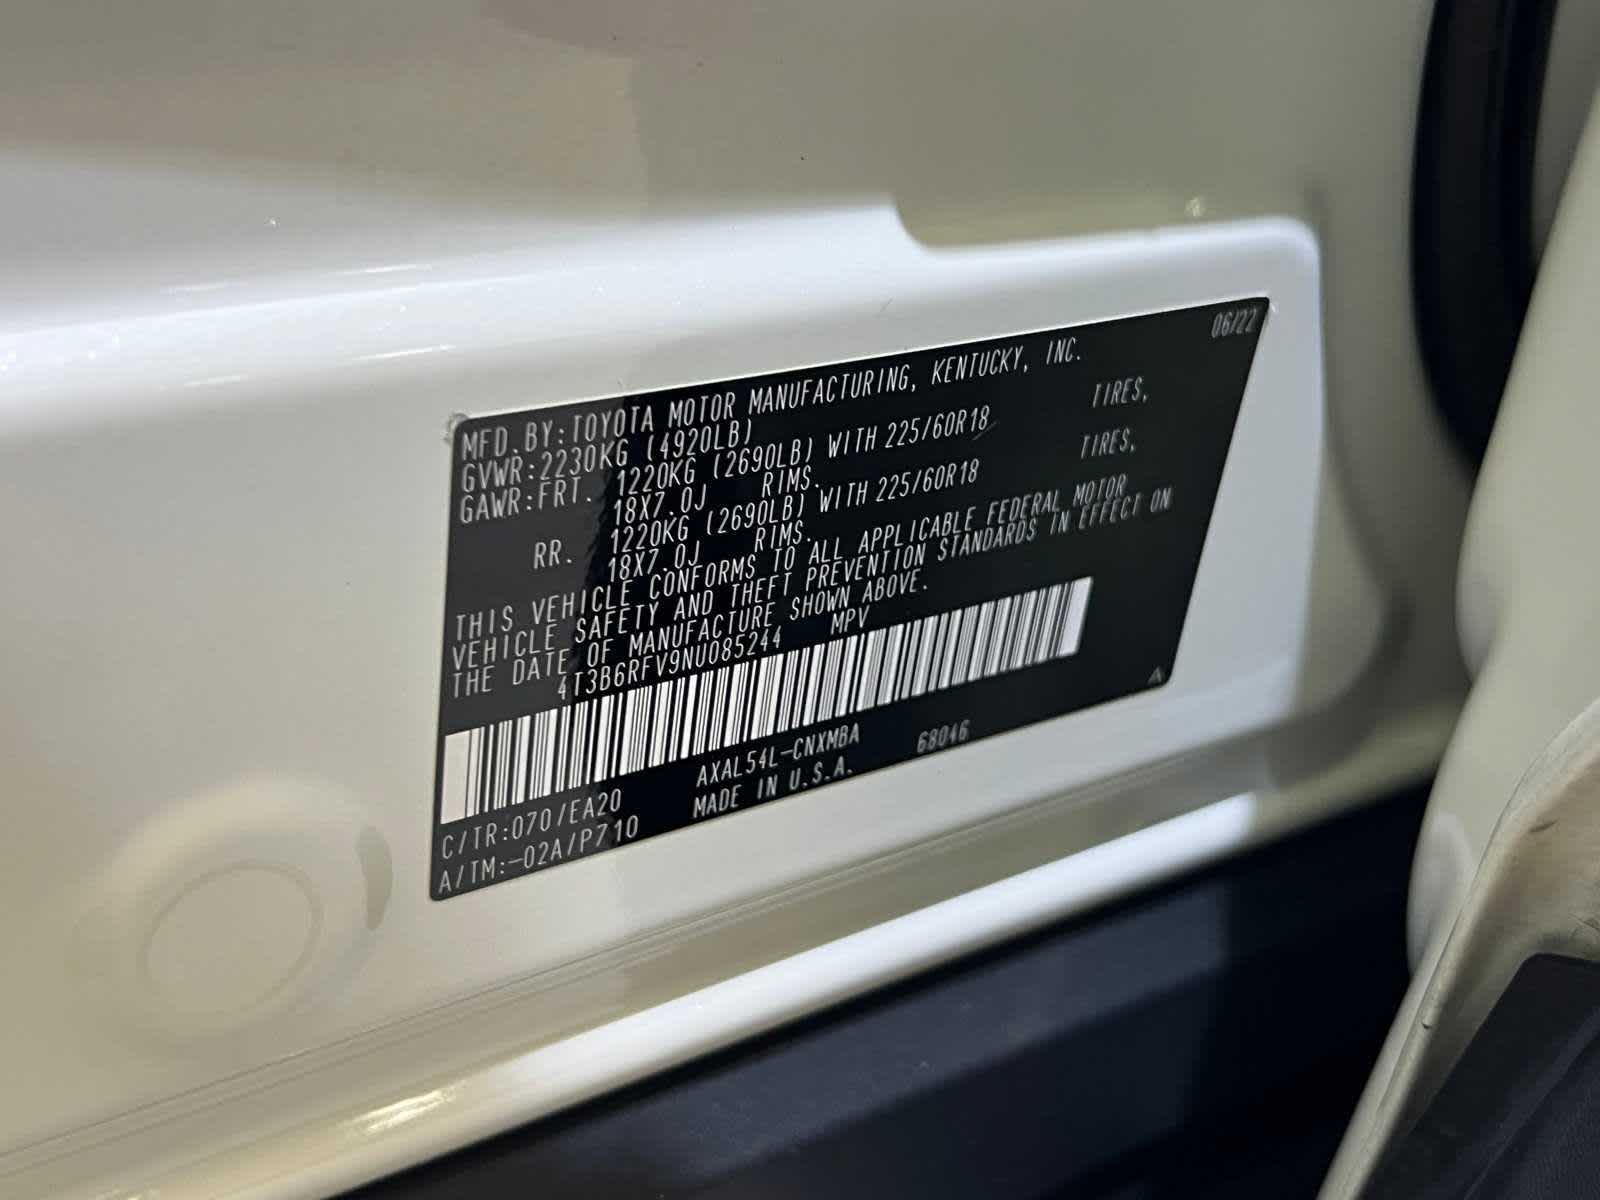 06/22
MFD.BY:TOYOTA MOTOR MANUFACTURING, KENTUCKY, INC.
GVWR:2230KG (4920LB)
GAWR:FRT. 1220KG (2690LB) WITH 225/60R18 TIRES,
18X7.0J RIMS.
RR. 1220KG (2690LB) WITH 225/60R18 TIRES,
18X7.0J RIMS.
THIS VEHICLE CONFORMS TO ALL APPLICABLE FEDERAL MOTOR
VEHICLE SAFETY AND THEFT PREVENTION STANDARDS IN EFFECT ON
THE DATE OF MANUFACTURE SHOWN ABOVE.
4T3B6RFV9NU085244 MPV
C/TR:070/EA20 AXAL54L-CNXMBA 68046
A/TM:-02A/P710 MADE IN U.S.A.
A